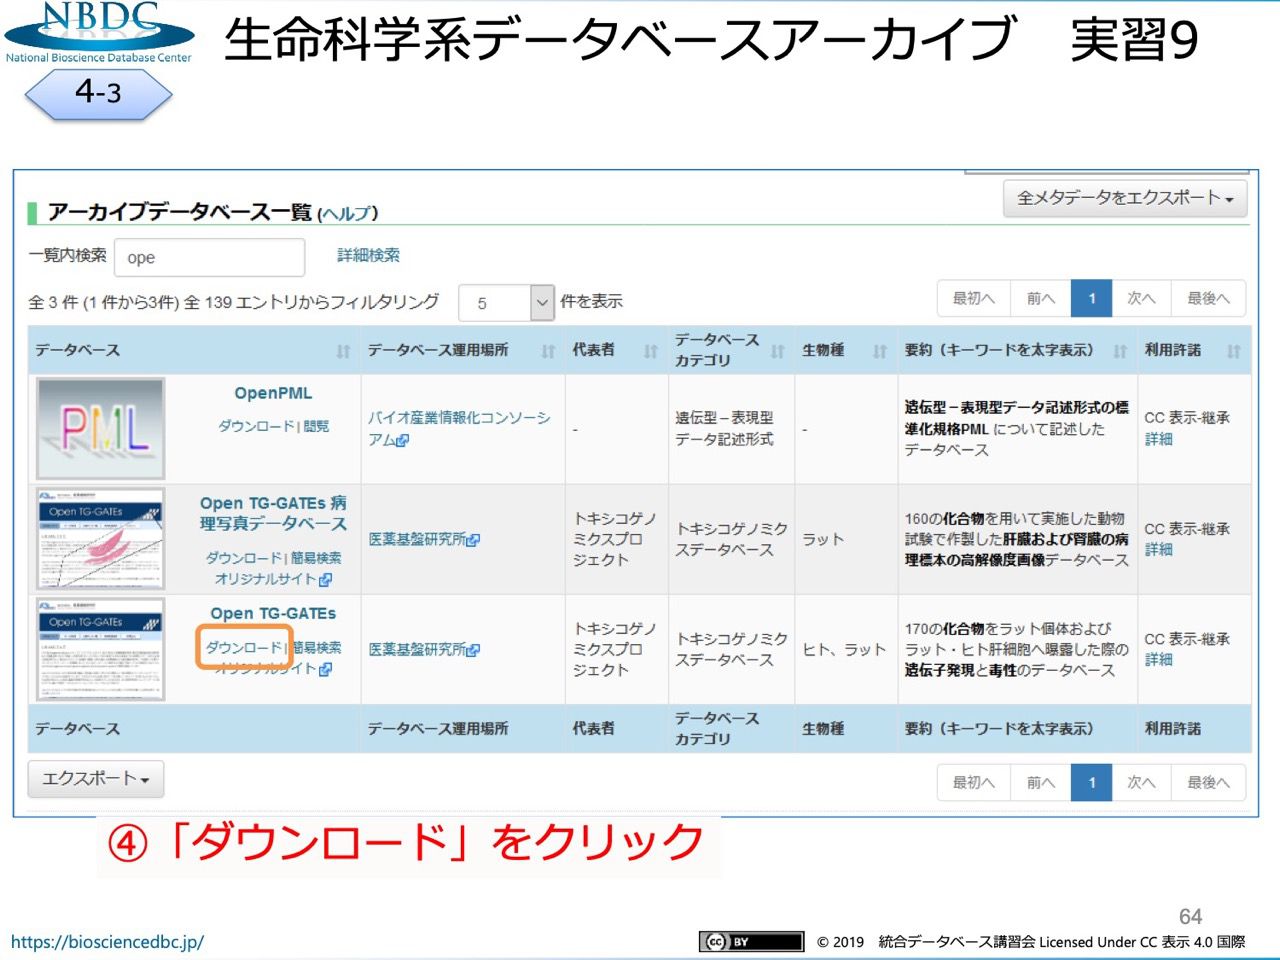 NBDC
National Bioscience Database Center
生命科学系データベースアーカイブ　実習9
4-3
アーカイブデータベース一覧 (ヘルプ)
全メタデータをエクスポート
一覧内検索 ope 詳細検索
全 3 件 (1 件から3件) 全 139 エントリからフィルタリング 5 件を表示
最初へ 前へ 1 次へ 最後へ
データベース データベース運用場所 代表者 データベースカテゴリ 生物種 要約（キーワードを太字表示） 利用許諾
PML
OpenPML
ダウンロード | 閲覧
バイオ産業情報化コンソーシ
アム
-
遺伝型－表現型
データ記述形式
-
遺伝型－表現型データ記述形式の標
準化規格PML について記述した
データベース
CC 表示-継承
詳細
Open TG-GATEs
Open TG-GATEs 病
理写真データベース
ダウンロード | 簡易検索
オリジナルサイト
医薬基盤研究所
トキシコゲノ
ミクスプロ
ジェクト
トキシコゲノミク
スデータベース
ラット
160の化合物を用いて実施した動物
試験で作製した肝臓および腎臓の病
理標本の高解像度画像データベース
CC 表示-継承
詳細
Open TG-GATEs
Open TG-GATEs
ダウンロード | 簡易検索
オリジナルサイト
医薬基盤研究所
トキシコゲノ
ミクスプロ
ジェクト
トキシコゲノミク
スデータベース
ヒト、ラット
170の化合物をラット個体および
ラット・ヒト肝細胞へ曝露した際の
遺伝子発現と毒性のデータベース
CC 表示-継承
詳細
データベース データベース運用場所 代表者 データベースカテゴリ 生物種 要約（キーワードを太字表示） 利用許諾
エクスポート
最初へ 前へ 1 次へ 最後へ
④「ダウンロード」をクリック
64
https://biosciencedbc.jp/
cc BY
© 2019　統合データベース講習会 Licensed Under CC 表示 4.0 国際